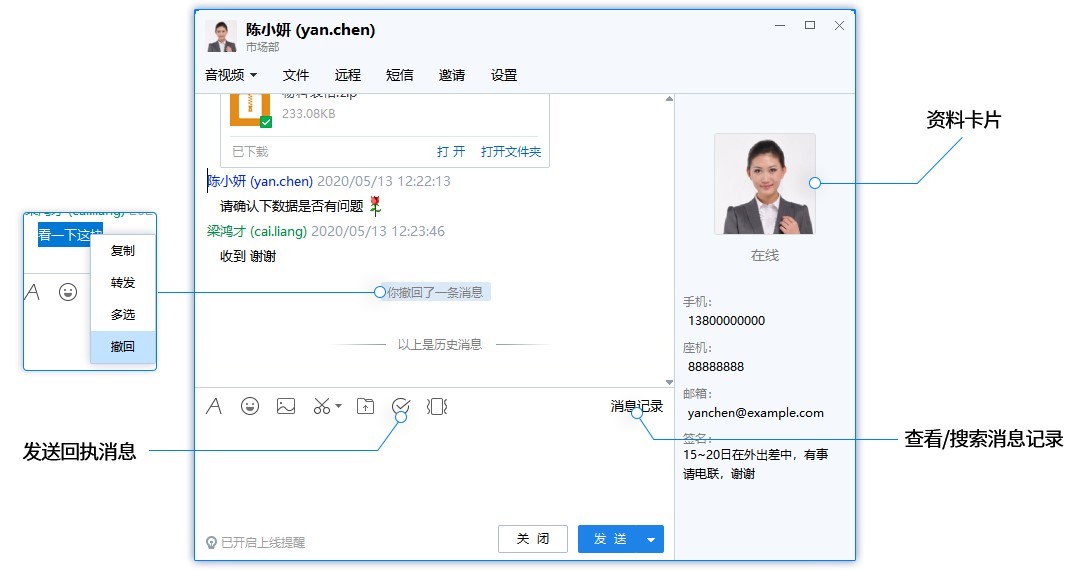 陈小妍 (yan.chen)
市场部
音视频 文件 远程 短信 邀请 设置
233.08KB
已下载 打 开 打开文件夹
陈小妍 (yan.chen) 2020/05/13 12:22:13
请确认下数据是否有问题
梁鸿才 (cai.liang) 2020/05/13 12:23:46
收到 谢谢
你撤回了一条消息
以上是历史消息
消息记录
已开启上线提醒
关 闭
发 送
资料卡片
在线
手机:
13800000000
座机:
88888888
邮箱:
yanchen@example.com
签名:
15~20日在外出差中，有事
请电联，谢谢
查看/搜索消息记录
看一下这
复制
转发
多选
撤回
发送回执消息